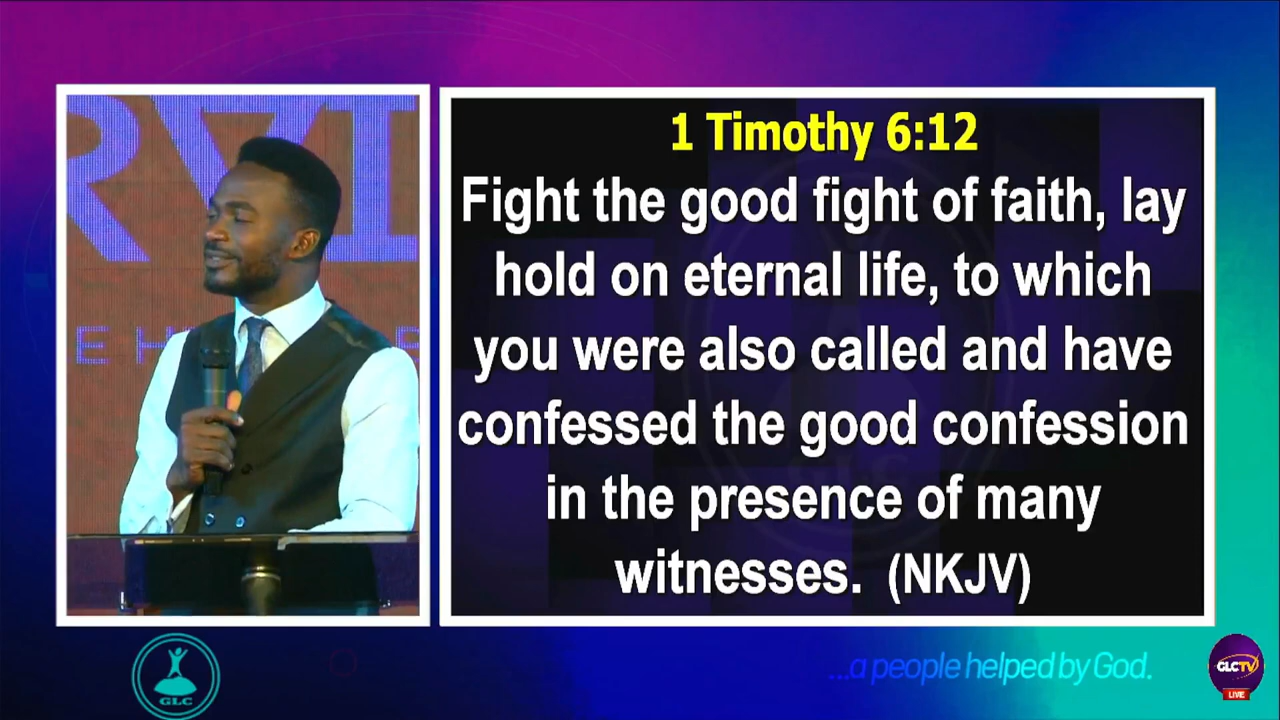 RVI
E H
1 Timothy 6:12
Fight the good fight of faith, lay
hold on eternal life, to which
you were also called and have
confessed the good confession
in the presence of many
witnesses. (NKJV)
GLC
...a people helped by God.
GLCTV
LIVE